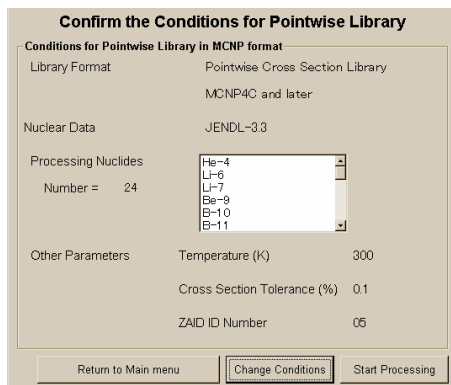 Confirm the Conditions for Pointwise Library
Conditions for Pointwise Library in MCNP format
Library Format Pointwise Cross Section Library
MCNP4C and later
Nuclear Data JENDL-3.3
Processing Nuclides
Number = 24
He-4
Li-6
Li-7
Be-9
B-10
B-11
Other Parameters Temperature (K) 300
Cross Section Tolerance (%) 0.1
ZAID ID Number 05
Return to Main menu Change Conditions Start Processing